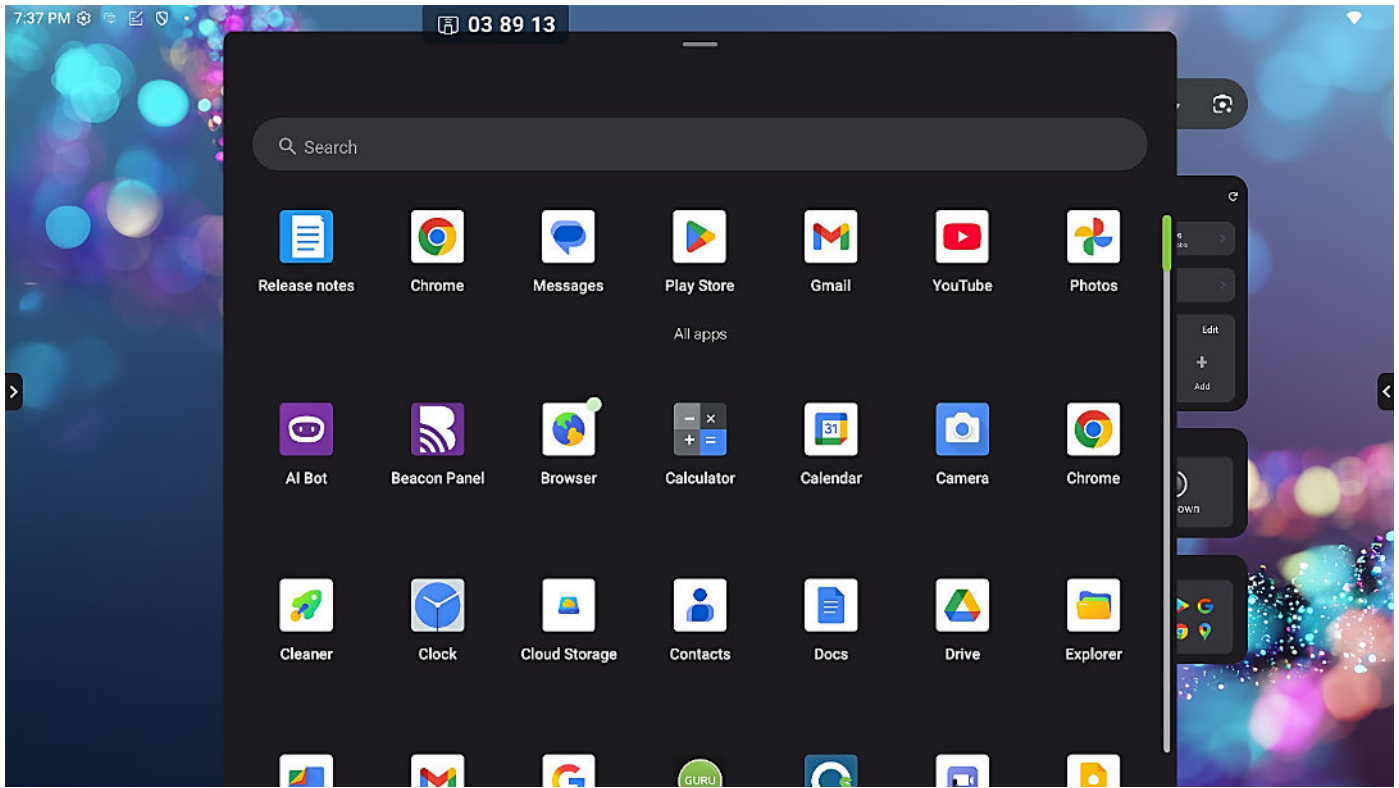 7:37 PM
03 89 13
Search
Release notes Chrome Messages Play Store Gmail YouTube Photos
All apps
Edit
Add
31
AI Bot Beacon Panel Browser Calculator Calendar Camera Chrome
own
Cleaner Clock Cloud Storage Contacts Docs Drive Explorer
GURU